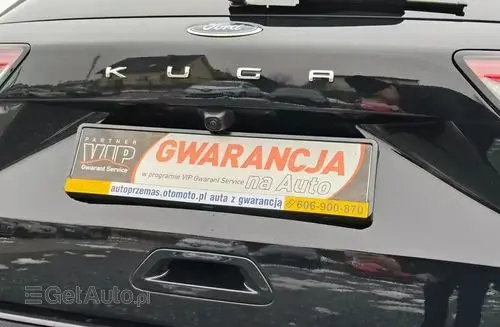 Ford
KUGA
PARTNER
VIP
Gwarant Service
GWARANCJA
w programie VIP Gwarant Service
na Auto
autoprzemas.otomoto.pl auta z gwarancją
606-900-870
GetAuto.pl